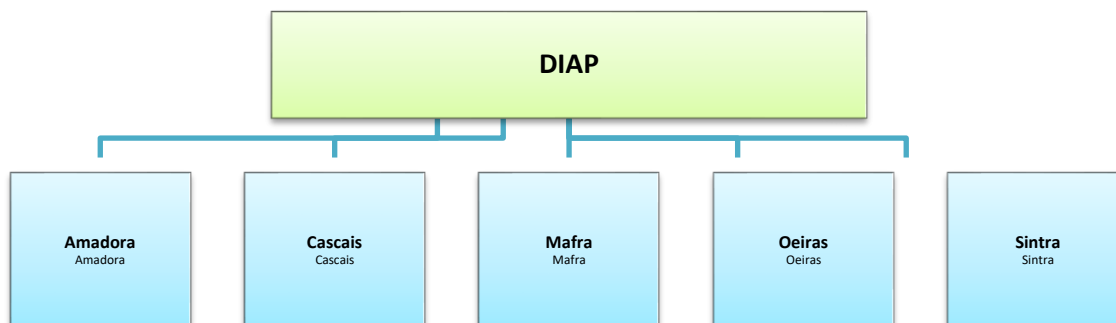 DIAP
Amadora
Amadora
Cascais
Cascais
Mafra
Mafra
Oeiras
Oeiras
Sintra
Sintra